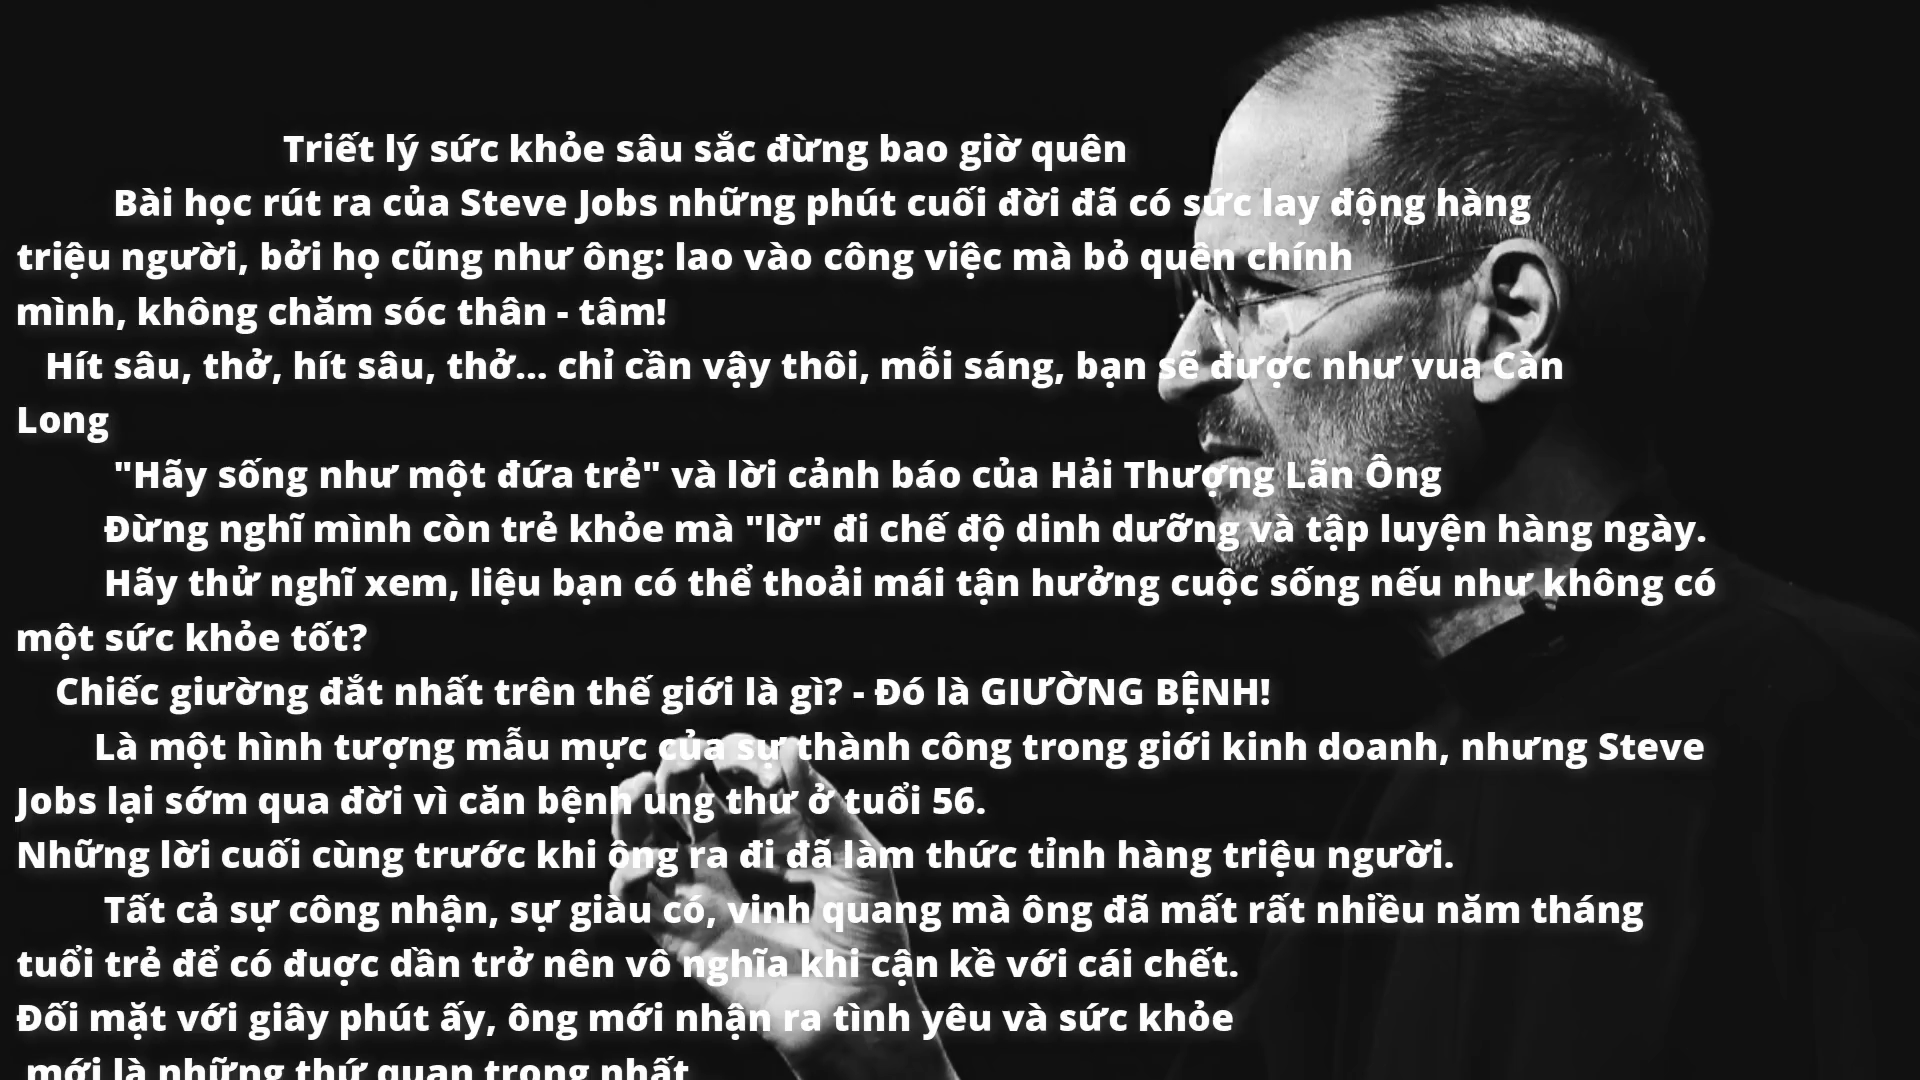 Triết lý sức khỏe sâu sắc đừng bao giờ quên
Bài học rút ra của Steve Jobs những phút cuối đời đã có sức lay động hàng
triệu người, bởi họ cũng như ông: lao vào công việc mà bỏ quên chính
mình, không chăm sóc thân - tâm!
Hít sâu, thở, hít sâu, thở... chỉ cần vậy thôi, mỗi sáng, bạn sẽ được như vua Càn
Long
"Hãy sống như một đứa trẻ" và lời cảnh báo của Hải Thượng Lãn Ông
Đừng nghĩ mình còn trẻ khỏe mà "lờ" đi chế độ dinh dưỡng và tập luyện hàng ngày.
Hãy thử nghĩ xem, liệu bạn có thể thoải mái tận hưởng cuộc sống nếu như không có
một sức khỏe tốt?
Chiếc giường đắt nhất trên thế giới là gì? - Đó là GIƯỜNG BỆNH!
Là một hình tượng mẫu mực của sự thành công trong giới kinh doanh, nhưng Steve
Jobs lại sớm qua đời vì căn bệnh ung thư ở tuổi 56.
Những lời cuối cùng trước khi ông ra đi đã làm thức tỉnh hàng triệu người.
Tất cả sự công nhận, sự giàu có, vinh quang mà ông đã mất rất nhiều năm tháng
tuổi trẻ để có đuợc dần trở nên vô nghĩa khi cận kề với cái chết.
Đối mặt với giây phút ấy, ông mới nhận ra tình yêu và sức khỏe
mới là những thứ quan trọng nhất